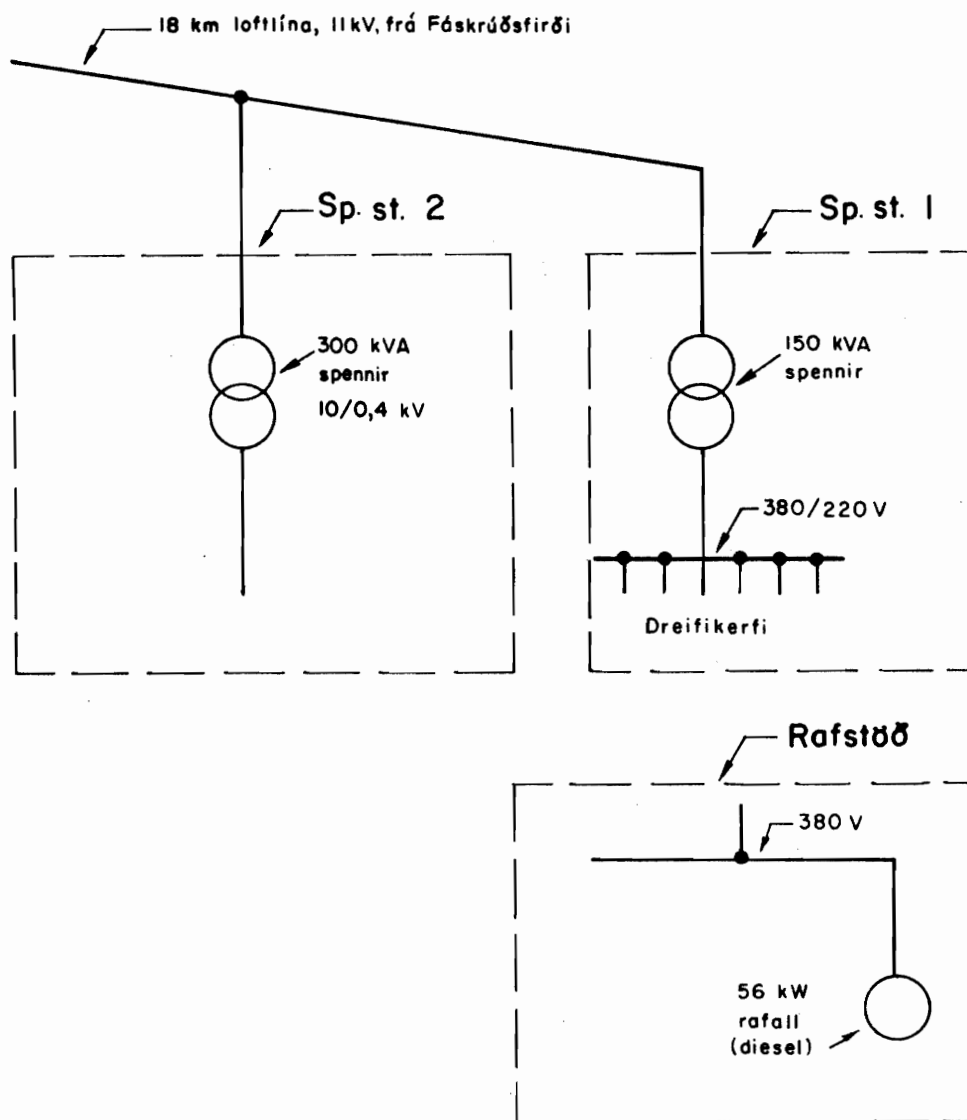 18 km loftlína, 11 kV, frá Fáskrúðsfirði
Sp. st. 2
Sp. st. 1
300 kVA
spennir
10/0,4 kV
150 kVA
spennir
380/220 V
Dreifikerfi
Rafstöð
380 V
56 kW
rafall
(diesel)